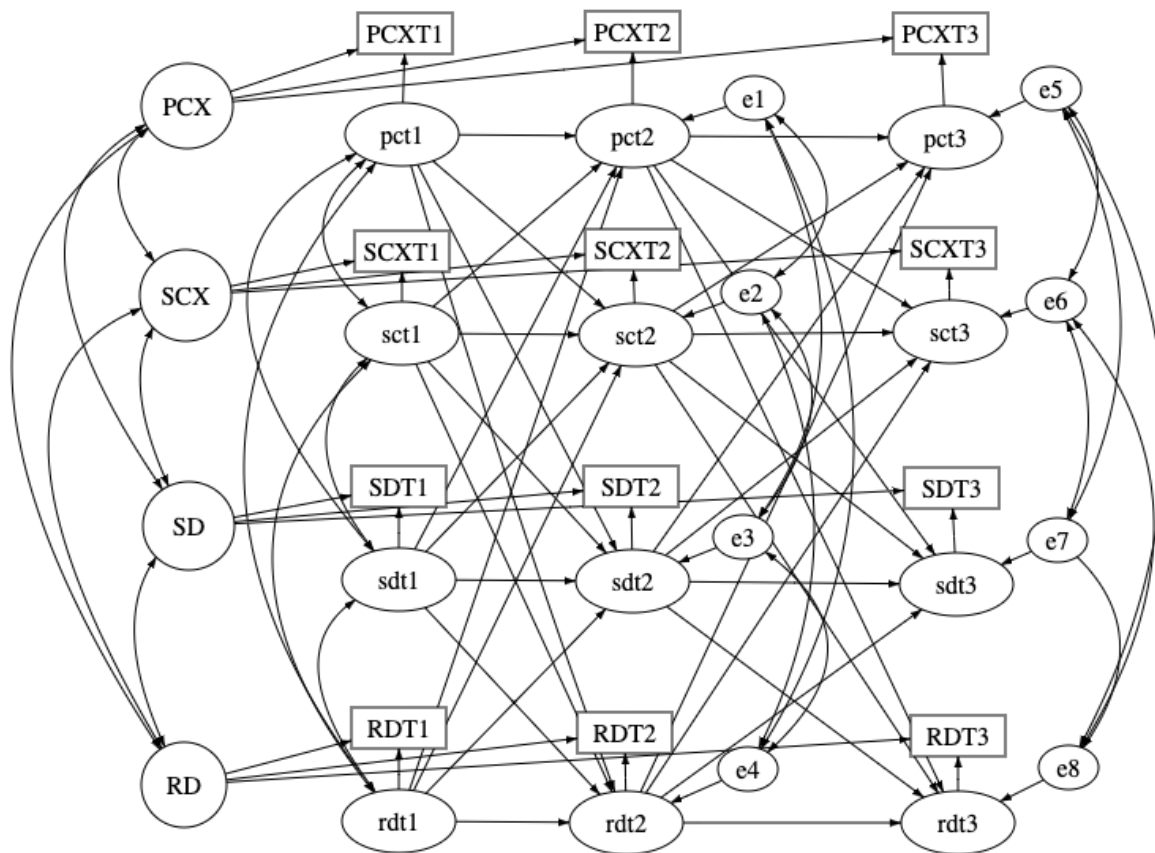 PCXT1
PCXT2
PCXT3
PCX
e1
e5
pct1
pct2
pct3
SCXT1
SCXT2
SCXT3
SCX
e2
e6
sct1
sct2
sct3
SDT1
SDT2
SDT3
SD
e3
e7
sdt1
sdt2
sdt3
RDT1
RDT2
RDT3
RD
e4
e8
rdt1
rdt2
rdt3